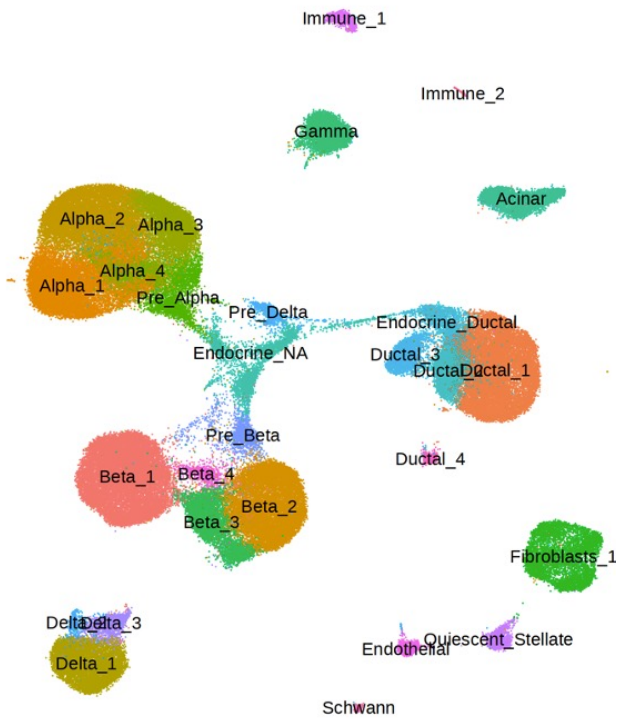 Immune_1
Immune_2
Gamma
Acinar
Alpha_2
Alpha_3
Alpha_4
Alpha_1
Pre_Alpha
Pre_Delta
Endocrine_Ductal
Endocrine_NA
Ductal_3
Ductal_2
Ductal_1
Pre_Beta
Ductal_4
Beta_1
Beta_4
Beta_2
Beta_3
Fibroblasts_1
Delta_2
Delta_3
Quiescent_Stellate
Endothelial
Delta_1
Schwann